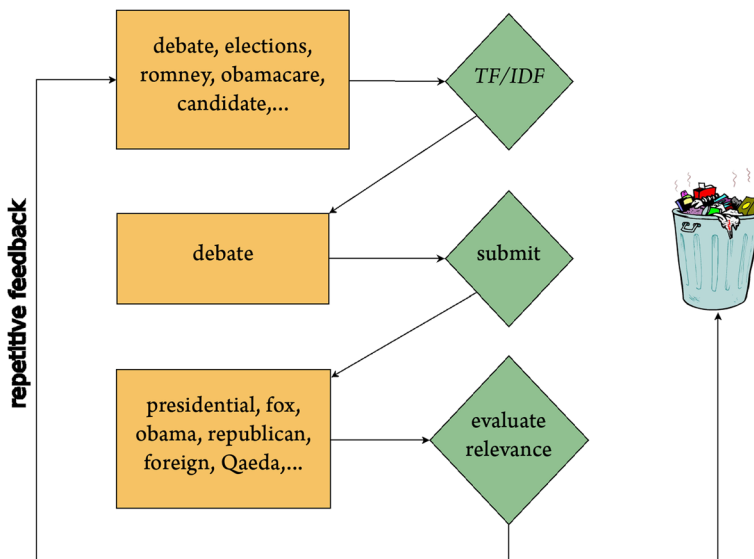 debate, elections,
romney, obamacare,
candidate,...
TF/IDF
debate
submit
presidential, fox,
obama, republican,
foreign, Qaeda,...
evaluate
relevance
repetitive feedback